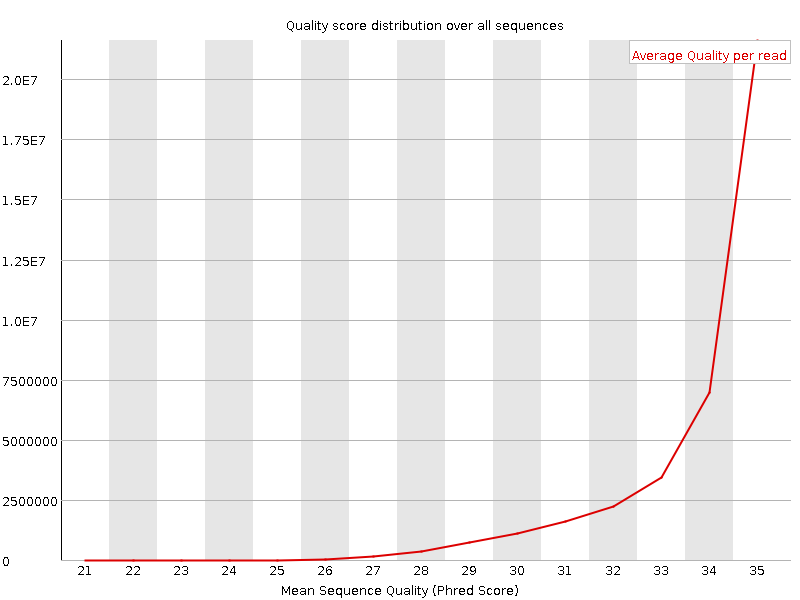 Quality score distribution over all sequences
Average Quality per read
2.0E7
1.75E7
1.5E7
1.25E7
1.0E7
7500000
5000000
2500000
0
21 22 23 24 25 26 27 28 29 30 31 32 33 34 35
Mean Sequence Quality (Phred Score)